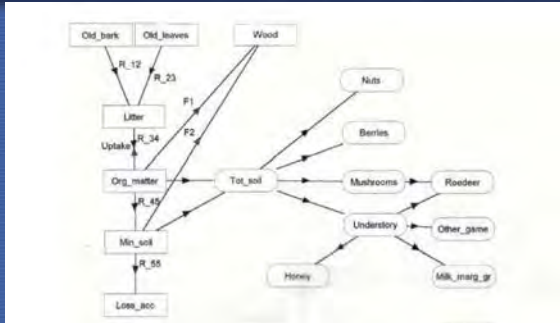 Old_bark
Old_leaves
Wood
R_12
R_23
Litter
F1
F2
R_34
Uptake
Org_matter
R_45
Min_soil
R_55
Loss_acc
Tot_soil
Nuts
Berries
Mushrooms
Roedeer
Understory
Other_game
Honey
Milk_marg_gr